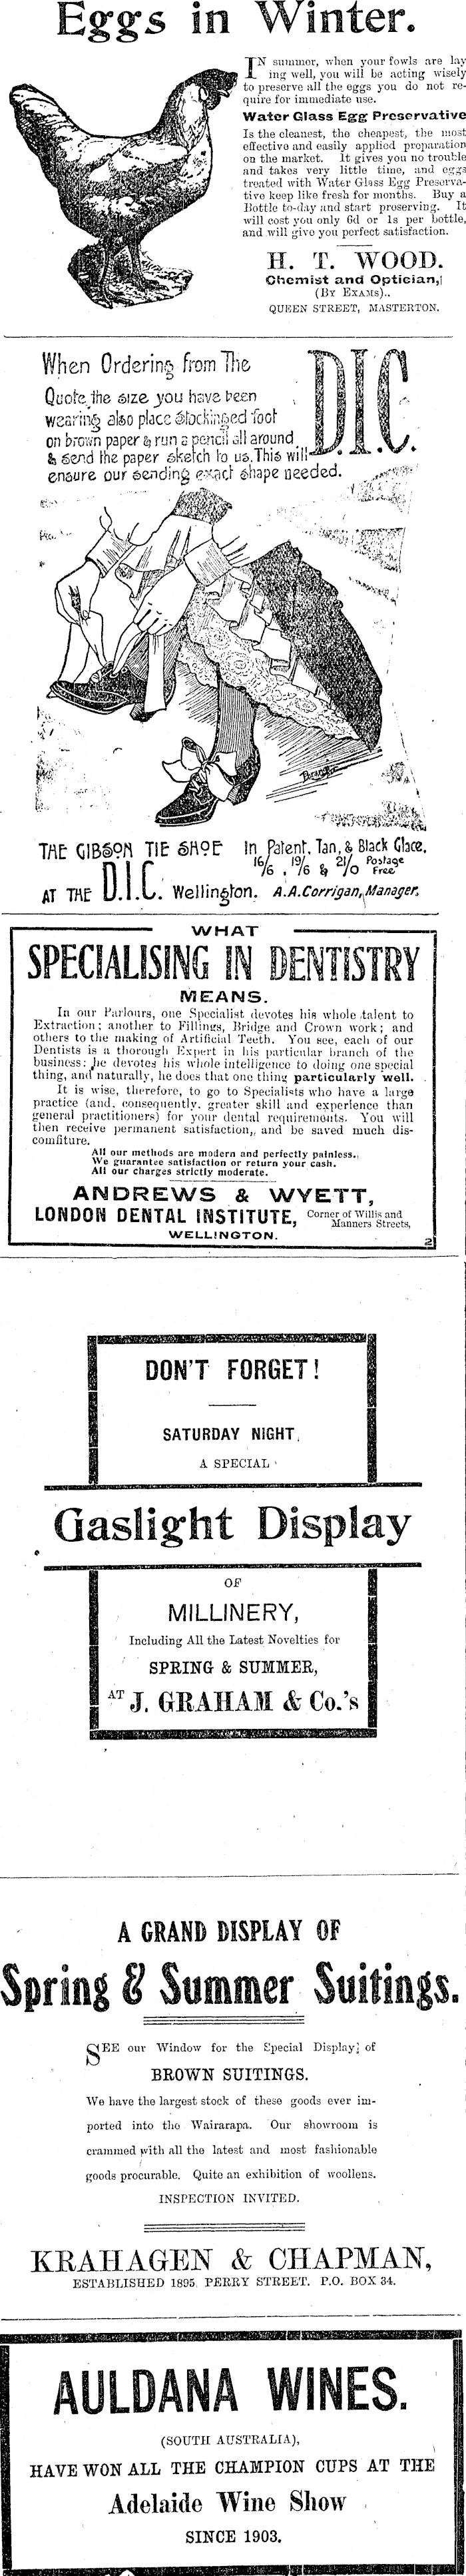 Eggs in Winter.
IN summer, when your fowls are lay
ing well, you will be acting wisely
to preserve all the eggs you do not re-
quire for immediate use.
Water Glass Egg Preservative
Is the cleanest, the cheapest, the most
effective and easily applied preparation
on the market. It gives you no trouble
and takes very little time, and eggs
treated with Water Glass Egg Preserva-
tive keep like fresh for months. Buy a
Bottle to-day and start preserving. It
will cost you only 6d or 1s per bottle,
and will give you perfect satisfaction.
H. T. WOOD.
Chemist and Optician,
(BY EXAMS).,
QUEEN STREET, MASTERTON.
When Ordering from The
D.I.C.
Quote the size you have been
wearing also place stockinged foot
on brown paper & run a pencil all around
& send the paper sketch to us. This will
ensure our sending exact shape needed.
THE GIBSON TIE SHOE In Patent, Tan, & Black Glace.
16/6, 19/6 & 21/0 Postage Free
AT THE D.I.C. Wellington. A.A. Corrigan, Manager.
WHAT
SPECIALISING IN DENTISTRY
MEANS.
In our Parlours, one Specialist devotes his whole talent to
Extraction; another to Fillings, Bridge and Crown work; and
others to the making of Artificial Teeth. You see, each of our
Dentists is a thorough Expert in his particular branch of the
business; he devotes his whole intelligence to doing one special
thing, and naturally, he does that one thing particularly well.
It is wise, therefore, to go to Specialists who have a large
practice (and, consequently, greater skill and experience than
general practitioners) for your dental requirements. You will
then receive permanent satisfaction, and be saved much dis-
comfiture.
All our methods are modern and perfectly painless.
We guarantee satisfaction or return your cash.
All our charges strictly moderate.
ANDREWS & WYETT,
LONDON DENTAL INSTITUTE, Corner of Willis and
Manners Streets,
WELLINGTON.
2
DON'T FORGET!
SATURDAY NIGHT,
A SPECIAL
Gaslight Display
OF
MILLINERY,
Including All the Latest Novelties for
SPRING & SUMMER,
AT J. GRAHAM & Co.'s
A GRAND DISPLAY OF
Spring & Summer Suitings.
SEE our Window for the Special Display of
BROWN SUITINGS.
We have the largest stock of these goods ever im-
ported into the Wairarapa. Our showroom is
crammed with all the latest and most fashionable
goods procurable. Quite an exhibition of woollens.
INSPECTION INVITED.
KRAHAGEN & CHAPMAN,
ESTABLISHED 1895. PERRY STREET. P.O. BOX 34.
AULDANA WINES.
(SOUTH AUSTRALIA),
HAVE WON ALL THE CHAMPION CUPS AT THE
Adelaide Wine Show
SINCE 1903.